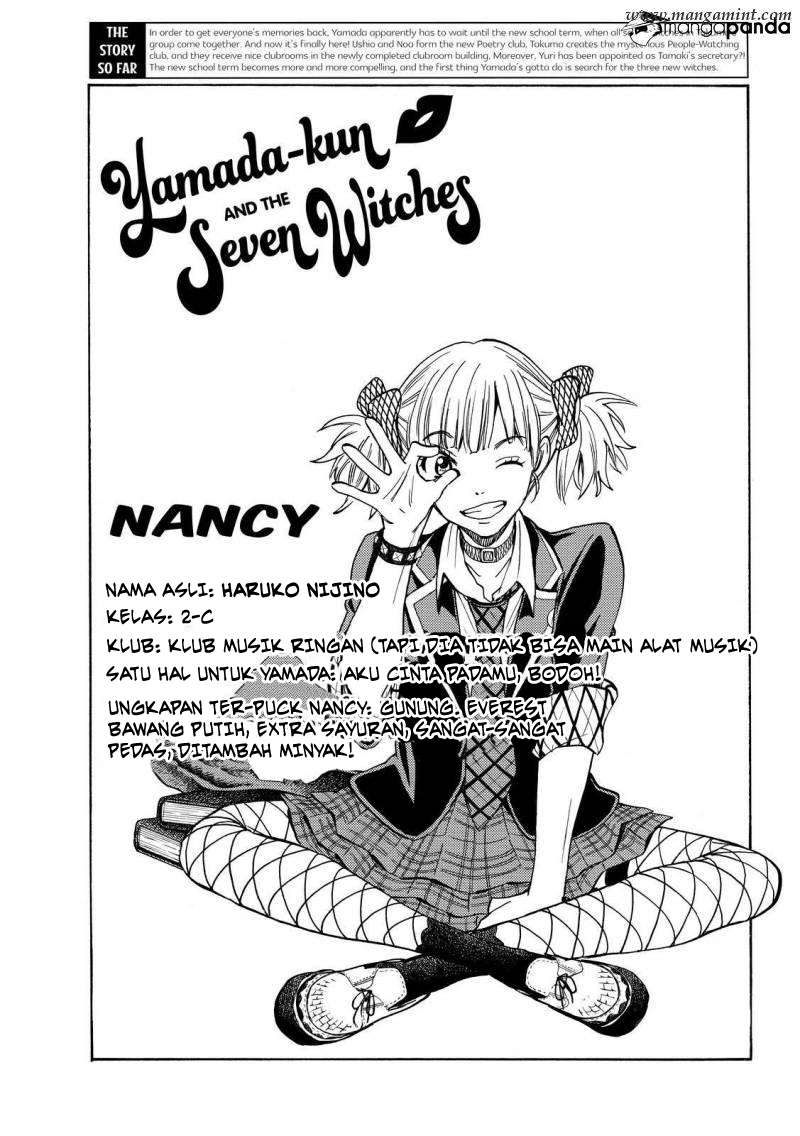 www.mangamint.com
mangapanda
THE
STORY
SO FAR
In order to get everyone's memories back, Yamada apparently has to wait until the new school term, when all
group come together. And now it's finally here! Ushio and Noa form the new Poetry club, Takuma creates the mysterious People-Watching
club, and they receive nice clubrooms in the newly completed clubroom building. Moreover, Yuri has been appointed as Tamaki's secretary?!
The new school term becomes more and more compelling, and the first thing Yamada's gotta do is search for the three new witches.
Yamada-kun
AND THE
Seven Witches
NANCY
NAMA ASLI: HARUKO NIJINO
KELAS: 2-C
KLUB: KLUB MUSIK RINGAN (TAPI DIA TIDAK BISA MAIN ALAT MUSIK)
SATU HAL UNTUK YAMADA: AKU CINTA PADAMU, BODOH!
UNGKAPAN TER-PUCK NANCY: GUNUNG. EVEREST
BAWANG PUTIH, EXTRA SAYURAN, SANGAT-SANGAT
PEDAS, DITAMBAH MINYAK!